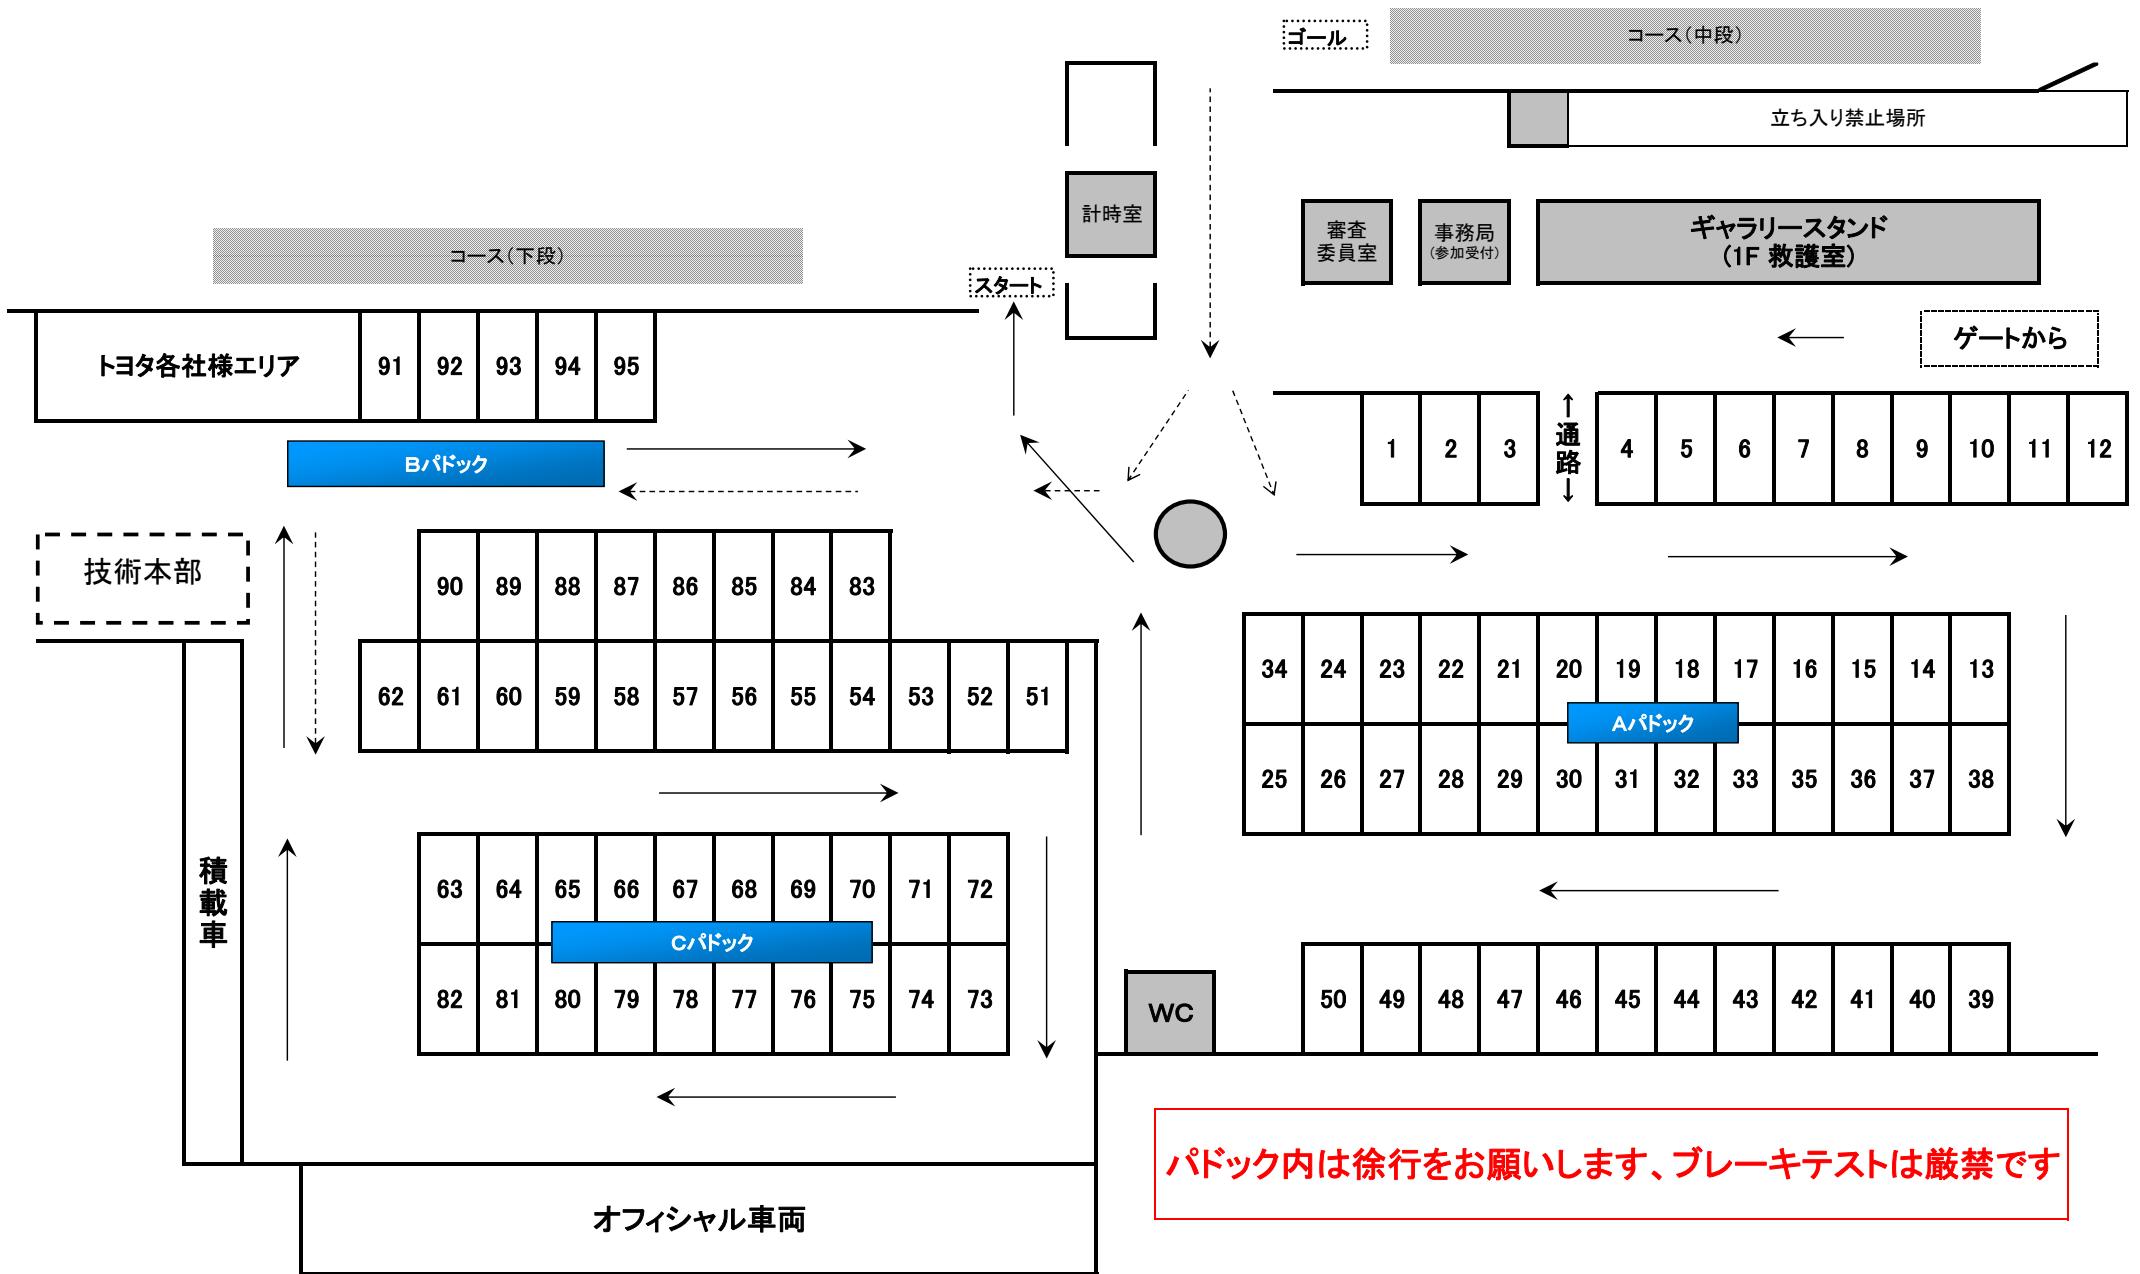 ゴール
コース(中段)
立ち入り禁止場所
計時室
審査
委員室
事務局
(参加受付)
ギャラリースタンド
(1F 救護室)
コース(下段)
スタート
ゲートから
トヨタ各社様エリア
91 92 93 94 95
1 2 3
←通路→
4 5 6 7 8 9 10 11 12
Bパドック
技術本部
90 89 88 87 86 85 84 83
62 61 60 59 58 57 56 55 54 53 52 51
34 24 23 22 21 20 19 18 17 16 15 14 13
Aパドック
25 26 27 28 29 30 31 32 33 35 36 37 38
積載車
63 64 65 66 67 68 69 70 71 72
Cパドック
82 81 80 79 78 77 76 75 74 73
WC
50 49 48 47 46 45 44 43 42 41 40 39
パドック内は徐行をお願いします、ブレーキテストは厳禁です
オフィシャル車両